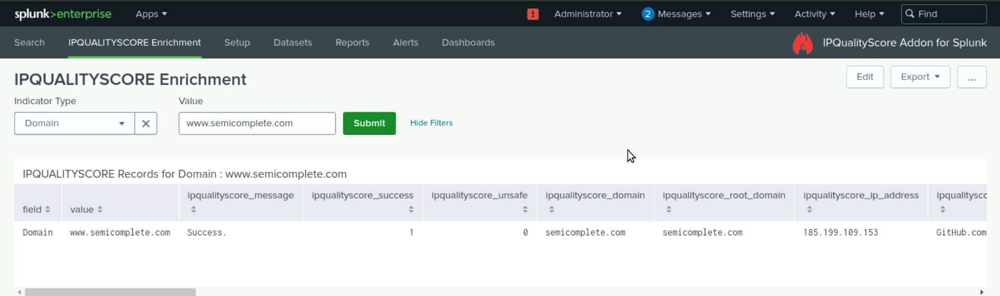 splunk>enterprise Apps ! Administrator 2 Messages Settings Activity Help Find
Search IPQUALITYSCORE Enrichment Setup Datasets Reports Alerts Dashboards IPQualityScore Addon for Splunk
IPQUALITYSCORE Enrichment Edit Export ...
Indicator Type Value
Domain www.semicomplete.com Submit Hide Filters
IPQUALITYSCORE Records for Domain : www.semicomplete.com
field value ipqualityscore_message ipqualityscore_success ipqualityscore_unsafe ipqualityscore_domain ipqualityscore_root_domain ipqualityscore_ip_address ipqualitysco
Domain www.semicomplete.com Success. 1 0 semicomplete.com semicomplete.com 185.199.109.153 GitHub.com